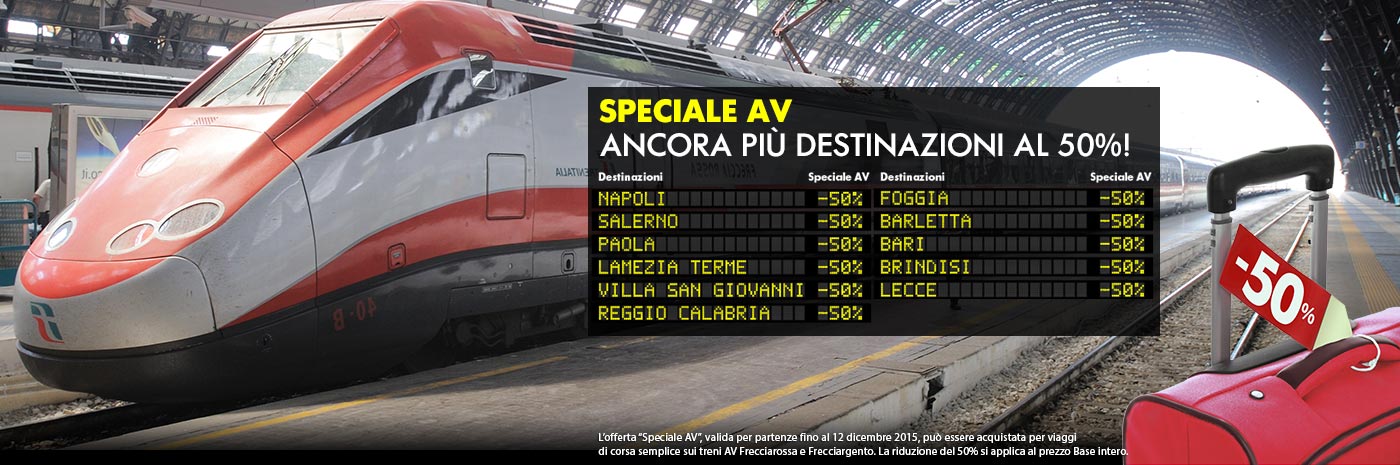 SPECIALE AV
ANCORA PIÙ DESTINAZIONI AL 50%!
Destinazioni Speciale AV
NAPOLI -50%
SALERNO -50%
PAOLA -50%
LAMEZIA TERME -50%
VILLA SAN GIOVANNI -50%
REGGIO CALABRIA -50%
Destinazioni Speciale AV
FOGGIA -50%
BARLETTA -50%
BARI -50%
BRINDISI -50%
LECCE -50%
-50%
L'offerta "Speciale AV", valida per partenze fino al 12 dicembre 2015, può essere acquistata per viaggi
di corsa semplice sui treni AV Frecciarossa e Frecciargento. La riduzione del 50% si applica al prezzo Base intero.